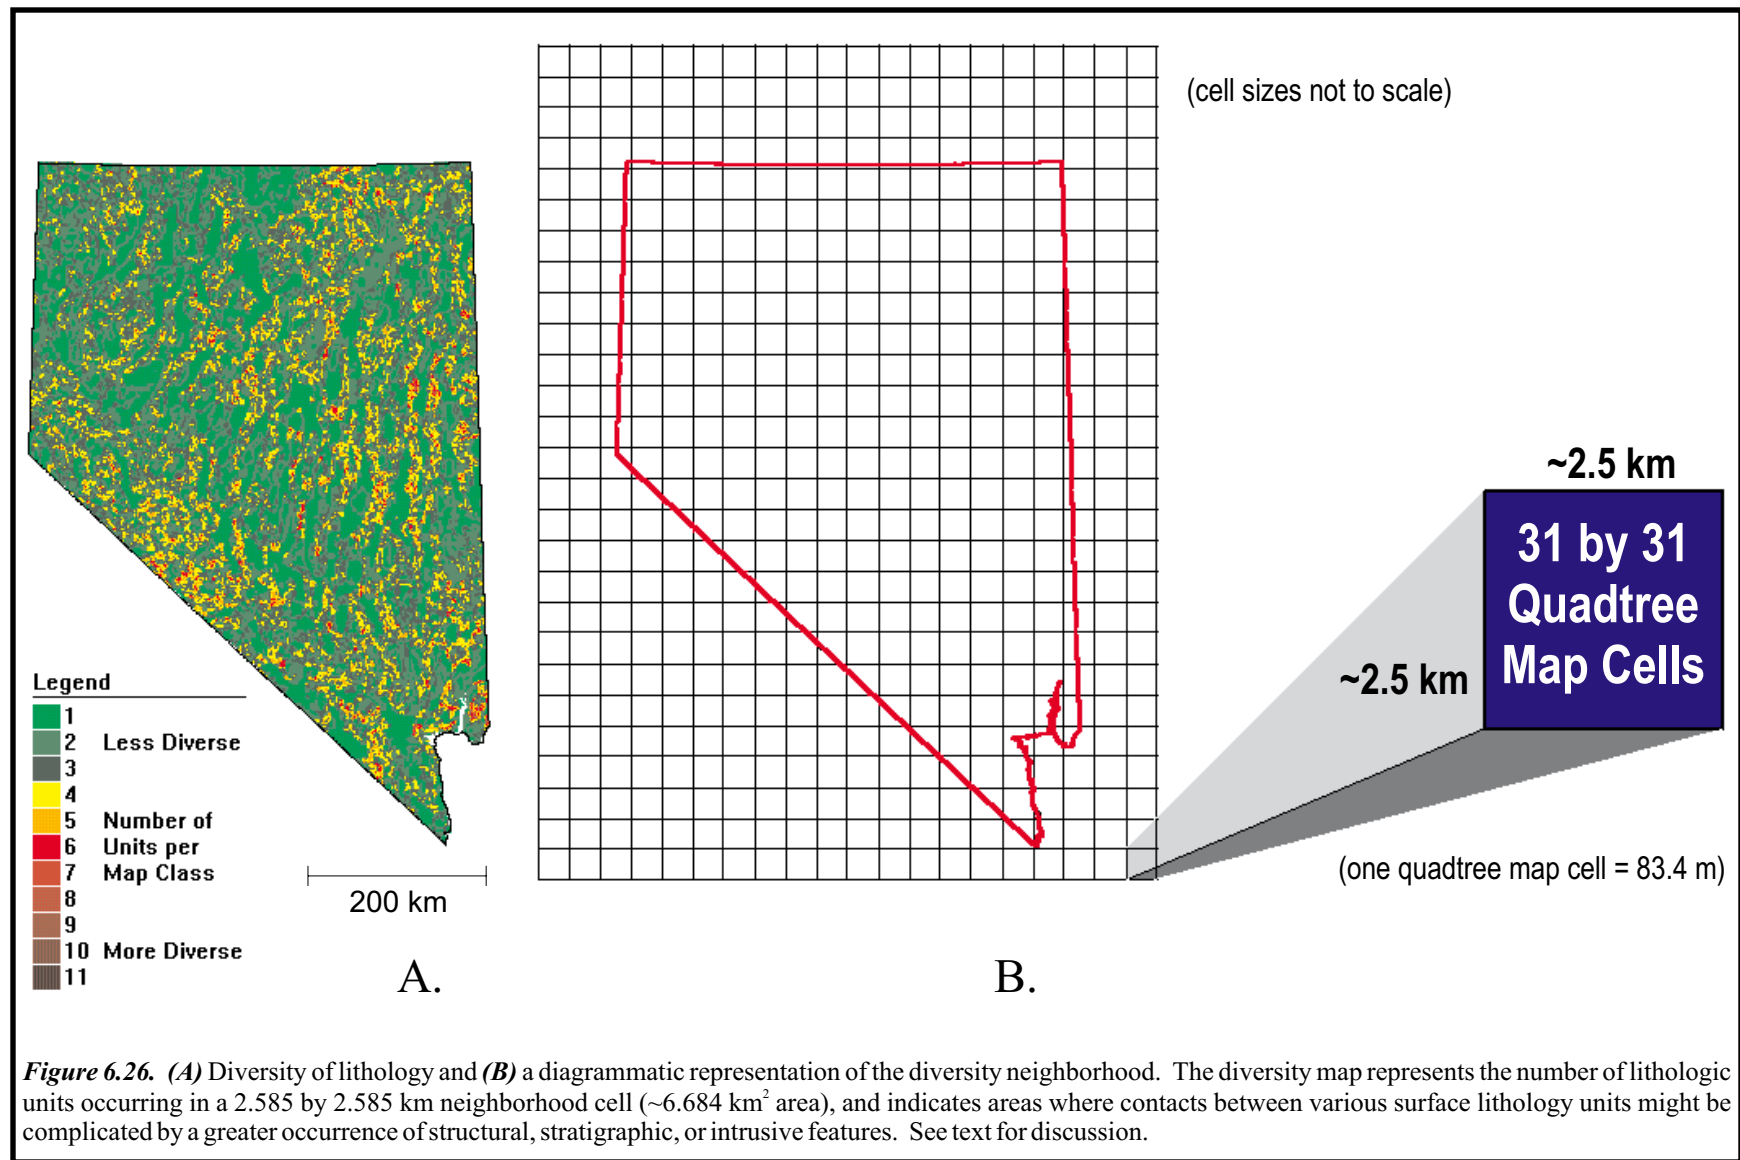 (cell sizes not to scale)
~2.5 km
31 by 31
Quadtree
Map Cells
~2.5 km
(one quadtree map cell = 83.4 m)
Legend
1
2 Less Diverse
3
4
5 Number of
6 Units per
7 Map Class
8
9
10 More Diverse
11
200 km
A.
B.
Figure 6.26. (A) Diversity of lithology and (B) a diagrammatic representation of the diversity neighborhood. The diversity map represents the number of lithologic
units occurring in a 2.585 by 2.585 km neighborhood cell (~6.684 km² area), and indicates areas where contacts between various surface lithology units might be
complicated by a greater occurrence of structural, stratigraphic, or intrusive features. See text for discussion.